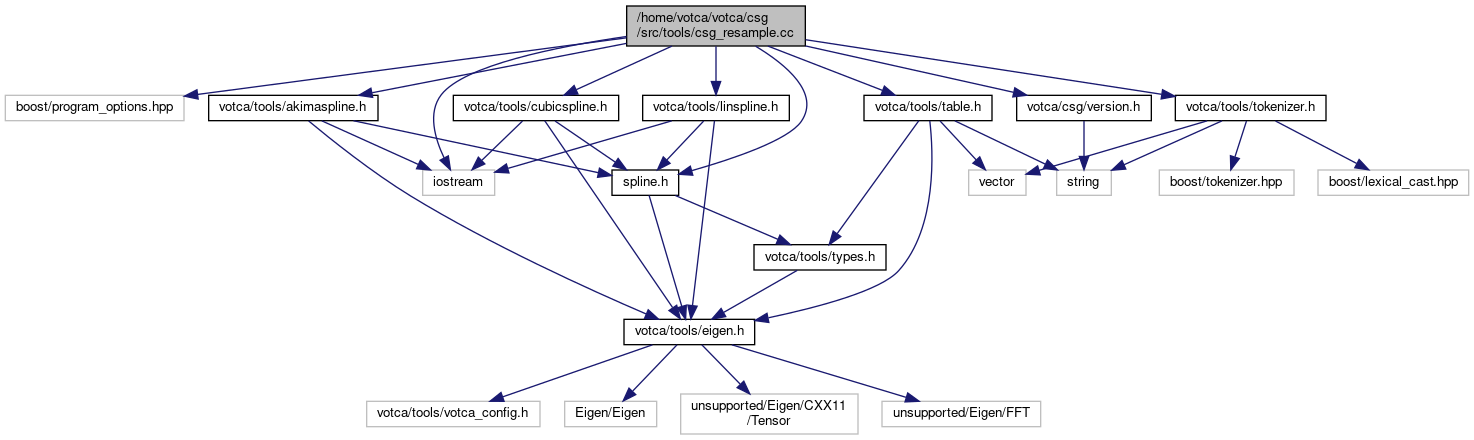 /home/votca/votca/csg
/src/tools/csg_resample.cc
boost/program_options.hpp
votca/tools/akimaspline.h
votca/tools/cubicspline.h
votca/tools/linspline.h
votca/tools/table.h
votca/csg/version.h
votca/tools/tokenizer.h
iostream
spline.h
vector
string
boost/tokenizer.hpp
boost/lexical_cast.hpp
votca/tools/types.h
votca/tools/eigen.h
votca/tools/votca_config.h
Eigen/Eigen
unsupported/Eigen/CXX11
/Tensor
unsupported/Eigen/FFT